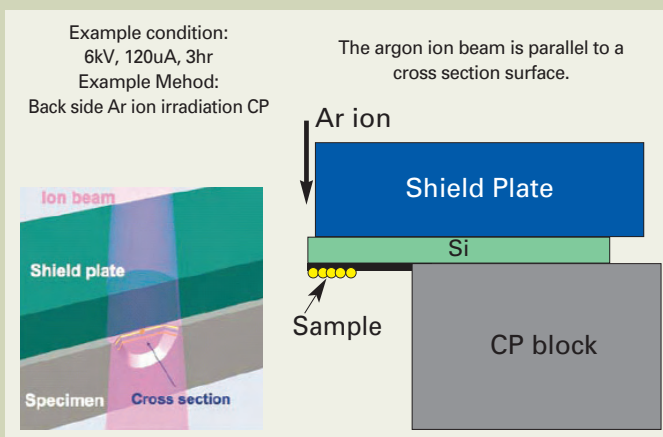 Example condition:
6kV, 120uA, 3hr
Example Mehod:
Back side Ar ion irradiation CP
The argon ion beam is parallel to a
cross section surface.
Ar ion
Shield Plate
Si
Sample
CP block
Ion beam
Shield plate
Cross section
Specimen